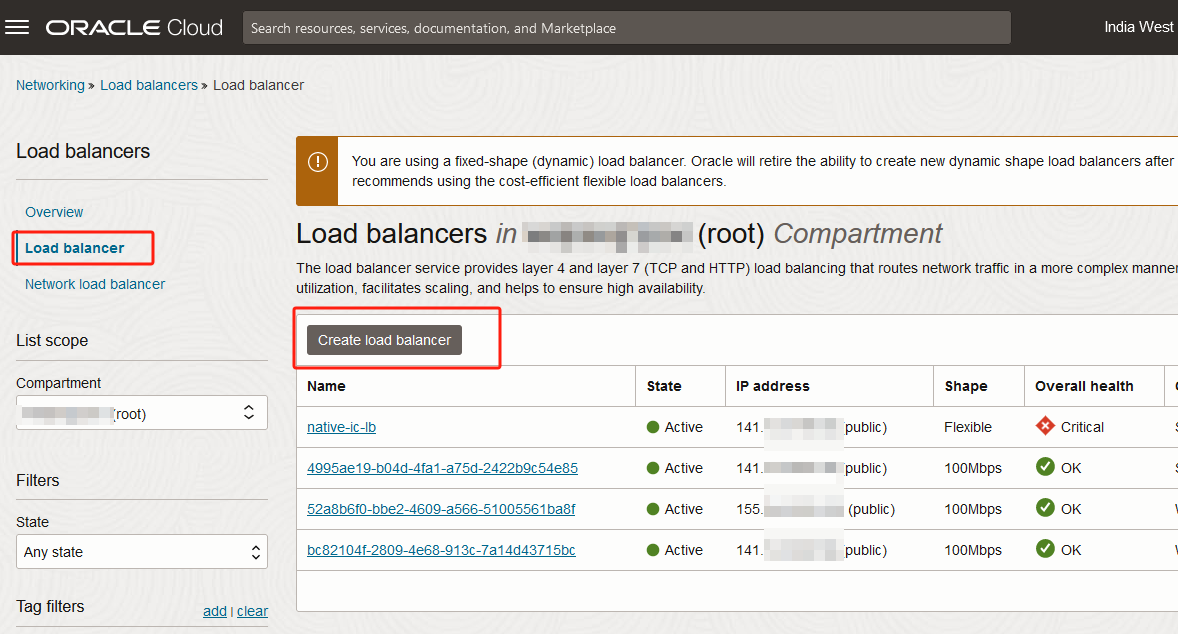 ORACLE Cloud
Search resources, services, documentation, and Marketplace
India West
Networking » Load balancers » Load balancer
Load balancers
Overview
Load balancer
Network load balancer
List scope
Compartment
(root)
Filters
State
Any state
Tag filters
add | clear
You are using a fixed-shape (dynamic) load balancer. Oracle will retire the ability to create new dynamic shape load balancers after
recommends using the cost-efficient flexible load balancers.
Load balancers in (root) Compartment
The load balancer service provides layer 4 and layer 7 (TCP and HTTP) load balancing that routes network traffic in a more complex manner
utilization, facilitates scaling, and helps to ensure high availability.
Create load balancer
Name State IP address Shape Overall health
native-ic-lb Active 141. public) Flexible Critical
4995ae19-b04d-4fa1-a75d-2422b9c54e85 Active 141. public) 100Mbps OK
52a8b6f0-bbe2-4609-a566-51005561ba8f Active 155. (public) 100Mbps OK
bc82104f-2809-4e68-913c-7a14d43715bc Active 141. public) 100Mbps OK